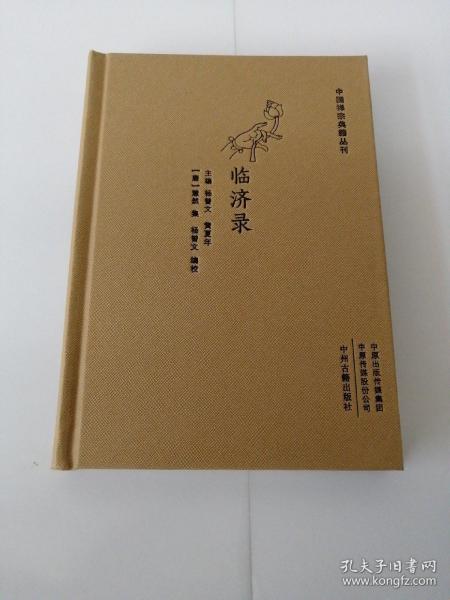 中国禅宗典籍丛刊
临济录
主编 杨曾文 黄夏年
【唐】慧然 集 杨曾文 编校
中原出版传媒集团
中原传媒股份公司
中州古籍出版社
孔夫子旧书网
www.kongfz.com